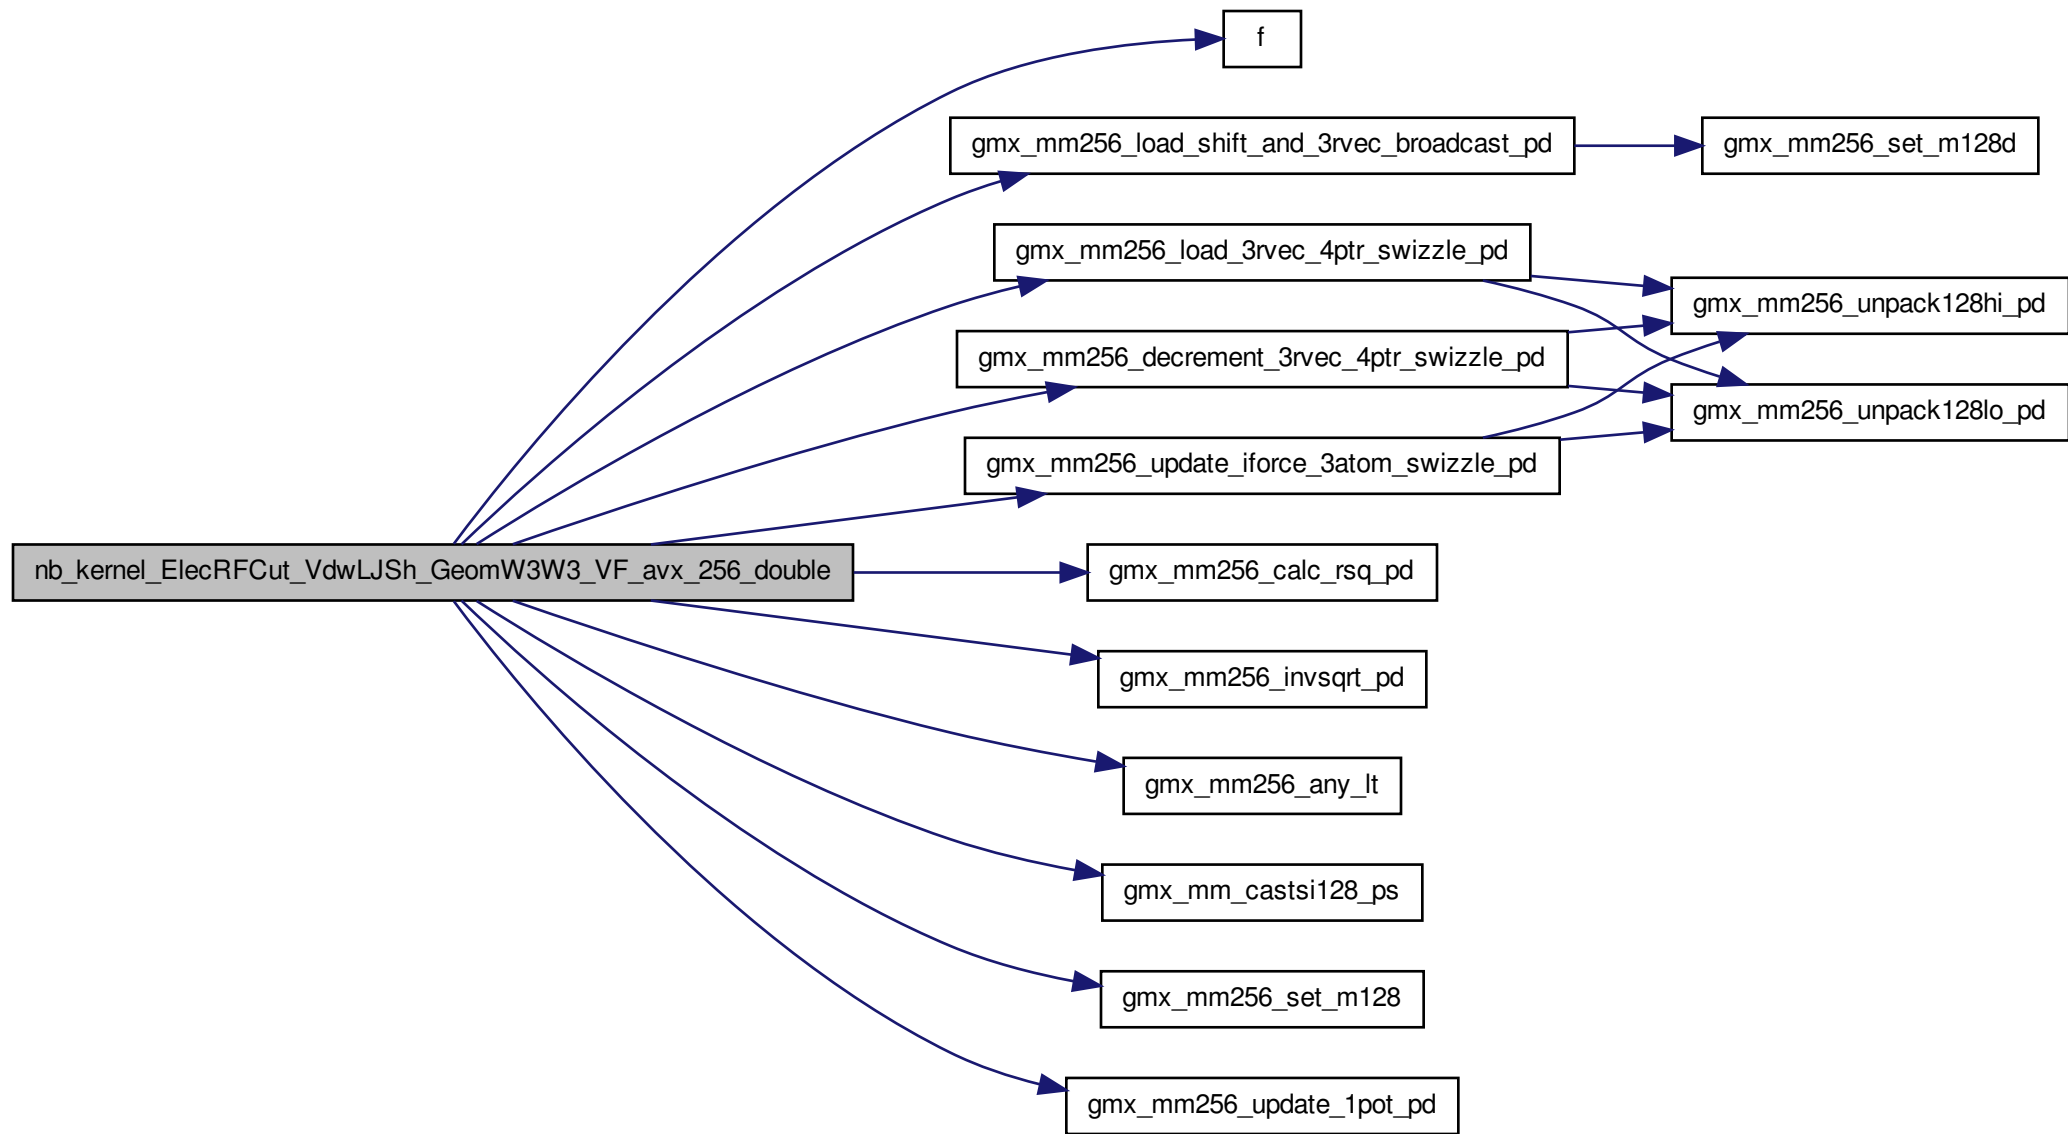 f
gmx_mm256_load_shift_and_3rvec_broadcast_pd
gmx_mm256_set_m128d
gmx_mm256_load_3rvec_4ptr_swizzle_pd
gmx_mm256_unpack128hi_pd
gmx_mm256_decrement_3rvec_4ptr_swizzle_pd
gmx_mm256_unpack128lo_pd
gmx_mm256_update_iforce_3atom_swizzle_pd
nb_kernel_ElecRFCut_VdwLJSh_GeomW3W3_VF_avx_256_double
gmx_mm256_calc_rsq_pd
gmx_mm256_invsqrt_pd
gmx_mm256_any_lt
gmx_mm_castsi128_ps
gmx_mm256_set_m128
gmx_mm256_update_1pot_pd